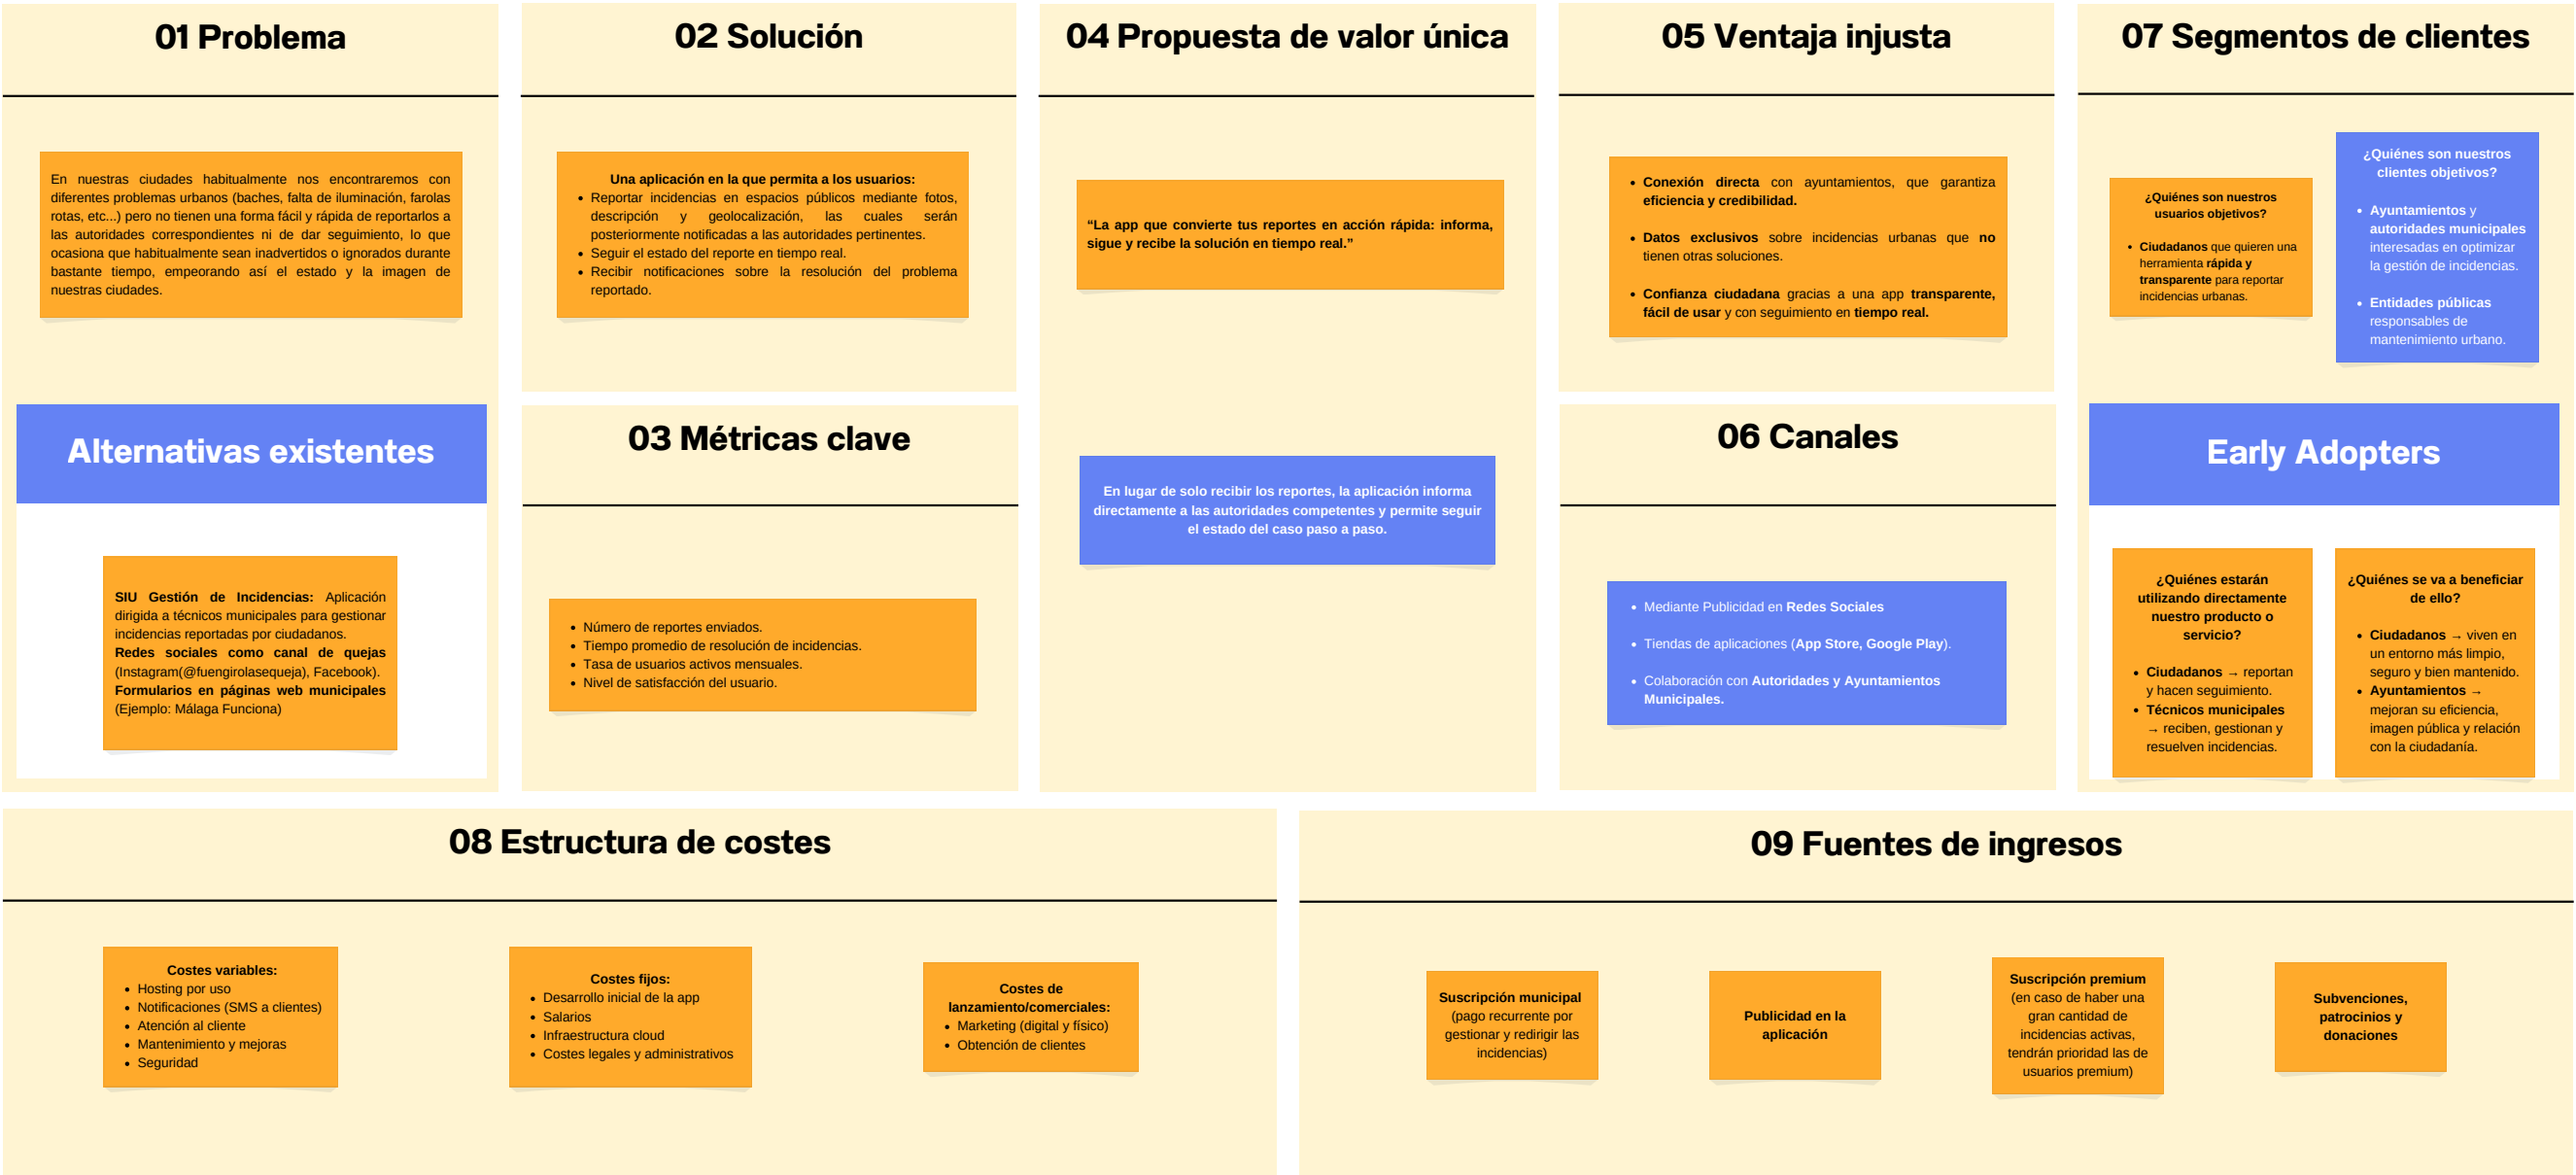 01 Problema
En nuestras ciudades habitualmente nos encontraremos con
diferentes problemas urbanos (baches, falta de iluminación, farolas
rotas, etc...) pero no tienen una forma fácil y rápida de reportarlos a
las autoridades correspondientes ni de dar seguimiento, lo que
ocasiona que habitualmente sean inadvertidos o ignorados durante
bastante tiempo, empeorando así el estado y la imagen de
nuestras ciudades.
Alternativas existentes
SIU Gestión de Incidencias: Aplicación
dirigida a técnicos municipales para gestionar
incidencias reportadas por ciudadanos.
Redes sociales como canal de quejas
(Instagram(@fuengirolasequeja), Facebook).
Formularios en páginas web municipales
(Ejemplo: Málaga Funciona)
02 Solución
Una aplicación en la que permita a los usuarios:
• Reportar incidencias en espacios públicos mediante fotos,
descripción y geolocalización, las cuales serán
posteriormente notificadas a las autoridades pertinentes.
• Seguir el estado del reporte en tiempo real.
• Recibir notificaciones sobre la resolución del problema
reportado.
03 Métricas clave
• Número de reportes enviados.
• Tiempo promedio de resolución de incidencias.
• Tasa de usuarios activos mensuales.
• Nivel de satisfacción del usuario.
04 Propuesta de valor única
“La app que convierte tus reportes en acción rápida: informa,
sigue y recibe la solución en tiempo real.”
En lugar de solo recibir los reportes, la aplicación informa
directamente a las autoridades competentes y permite seguir
el estado del caso paso a paso.
05 Ventaja injusta
• Conexión directa con ayuntamientos, que garantiza
eficiencia y credibilidad.
• Datos exclusivos sobre incidencias urbanas que no
tienen otras soluciones.
• Confianza ciudadana gracias a una app transparente,
fácil de usar y con seguimiento en tiempo real.
06 Canales
• Mediante Publicidad en Redes Sociales
• Tiendas de aplicaciones (App Store, Google Play).
• Colaboración con Autoridades y Ayuntamientos
Municipales.
07 Segmentos de clientes
¿Quiénes son nuestros
usuarios objetivos?
• Ciudadanos que quieren una
herramienta rápida y
transparente para reportar
incidencias urbanas.
¿Quiénes son nuestros
clientes objetivos?
• Ayuntamientos y
autoridades municipales
interesadas en optimizar
la gestión de incidencias.
• Entidades públicas
responsables de
mantenimiento urbano.
Early Adopters
¿Quiénes estarán
utilizando directamente
nuestro producto o
servicio?
• Ciudadanos → reportan
y hacen seguimiento.
• Técnicos municipales
→ reciben, gestionan y
resuelven incidencias.
¿Quiénes se va a beneficiar
de ello?
• Ciudadanos → viven en
un entorno más limpio,
seguro y bien mantenido.
• Ayuntamientos →
mejoran su eficiencia,
imagen pública y relación
con la ciudadanía.
08 Estructura de costes
Costes variables:
• Hosting por uso
• Notificaciones (SMS a clientes)
• Atención al cliente
• Mantenimiento y mejoras
• Seguridad
Costes fijos:
• Desarrollo inicial de la app
• Salarios
• Infraestructura cloud
• Costes legales y administrativos
Costes de
lanzamiento/comerciales:
• Marketing (digital y físico)
• Obtención de clientes
09 Fuentes de ingresos
Suscripción municipal
(pago recurrente por
gestionar y redirigir las
incidencias)
Publicidad en la
aplicación
Suscripción premium
(en caso de haber una
gran cantidad de
incidencias activas,
tendrán prioridad las de
usuarios premium)
Subvenciones,
patrocinios y
donaciones